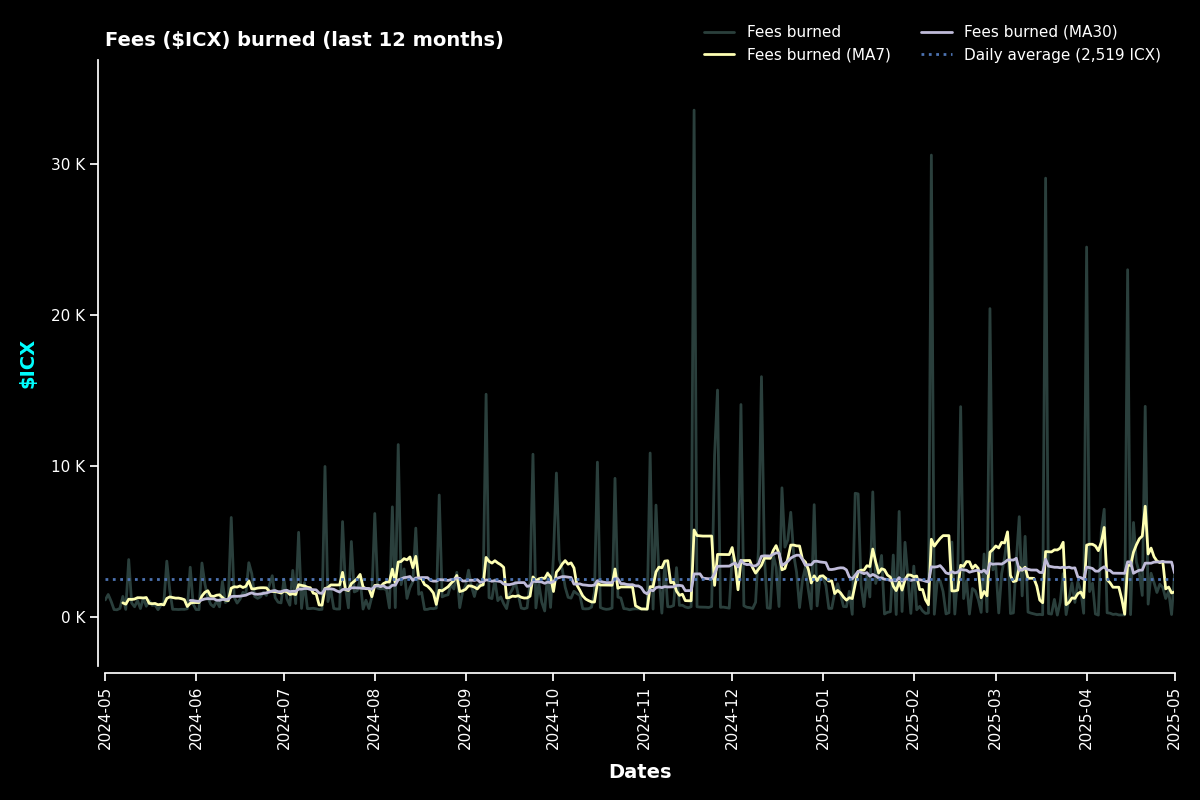 Fees ($ICX) burned (last 12 months)
Fees burned
Fees burned (MA7)
Fees burned (MA30)
Daily average (2,519 ICX)
$ICX
30 K
20 K
10 K
0 K
2024-05
2024-06
2024-07
2024-08
2024-09
2024-10
2024-11
2024-12
2025-01
2025-02
2025-03
2025-04
2025-05
Dates